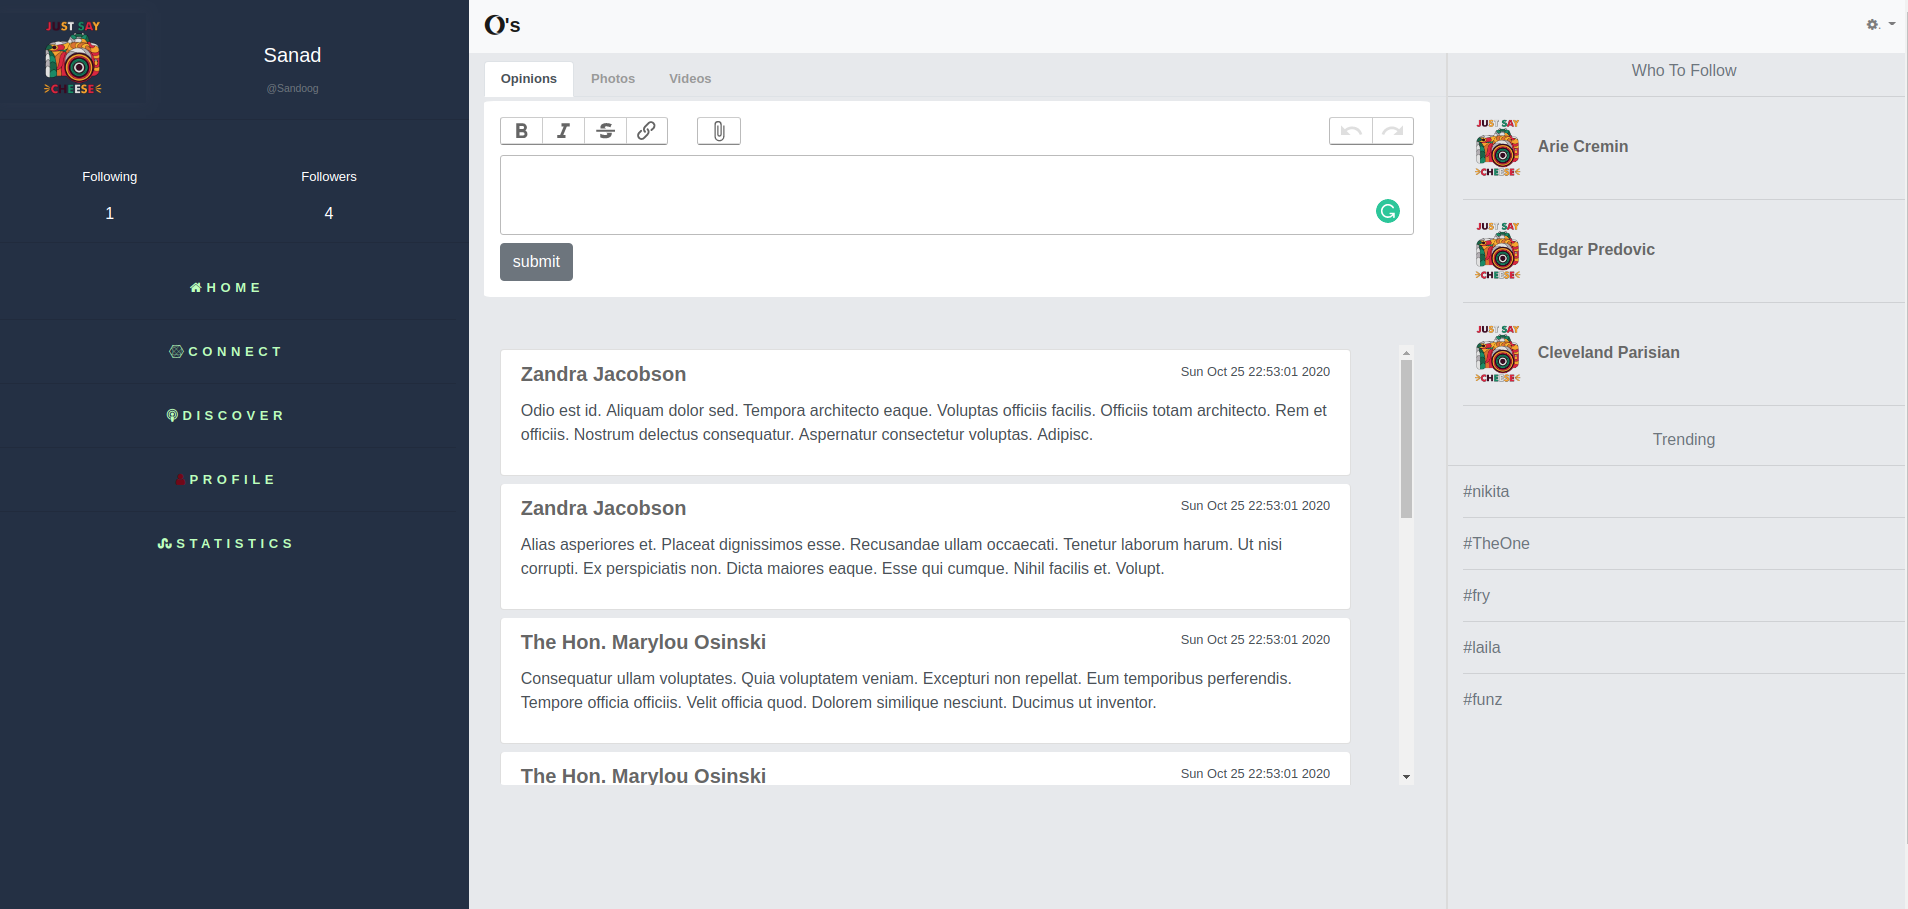 JUST SAY
CHEESE
Sanad
@Sandoog
Following
Followers
1
4
HOME
CONNECT
DISCOVER
PROFILE
STATISTICS
O's
Opinions
Photos
Videos
B I S
submit
Zandra Jacobson
Sun Oct 25 22:53:01 2020
Odio est id. Aliquam dolor sed. Tempora architecto eaque. Voluptas officiis facilis. Officiis totam architecto. Rem et
officiis. Nostrum delectus consequatur. Aspernatur consectetur voluptas. Adipisc.
Zandra Jacobson
Sun Oct 25 22:53:01 2020
Alias asperiores et. Placeat dignissimos esse. Recusandae ullam occaecati. Tenetur laborum harum. Ut nisi
corrupti. Ex perspiciatis non. Dicta maiores eaque. Esse qui cumque. Nihil facilis et. Volupt.
The Hon. Marylou Osinski
Sun Oct 25 22:53:01 2020
Consequatur ullam voluptates. Quia voluptatem veniam. Excepturi non repellat. Eum temporibus perferendis.
Tempore officia officiis. Velit officia quod. Dolorem similique nesciunt. Ducimus ut inventor.
The Hon. Marylou Osinski
Sun Oct 25 22:53:01 2020
Who To Follow
JUST SAY
CHEESE
Arie Cremin
JUST SAY
CHEESE
Edgar Predovic
JUST SAY
CHEESE
Cleveland Parisian
Trending
#nikita
#TheOne
#fry
#laila
#funz